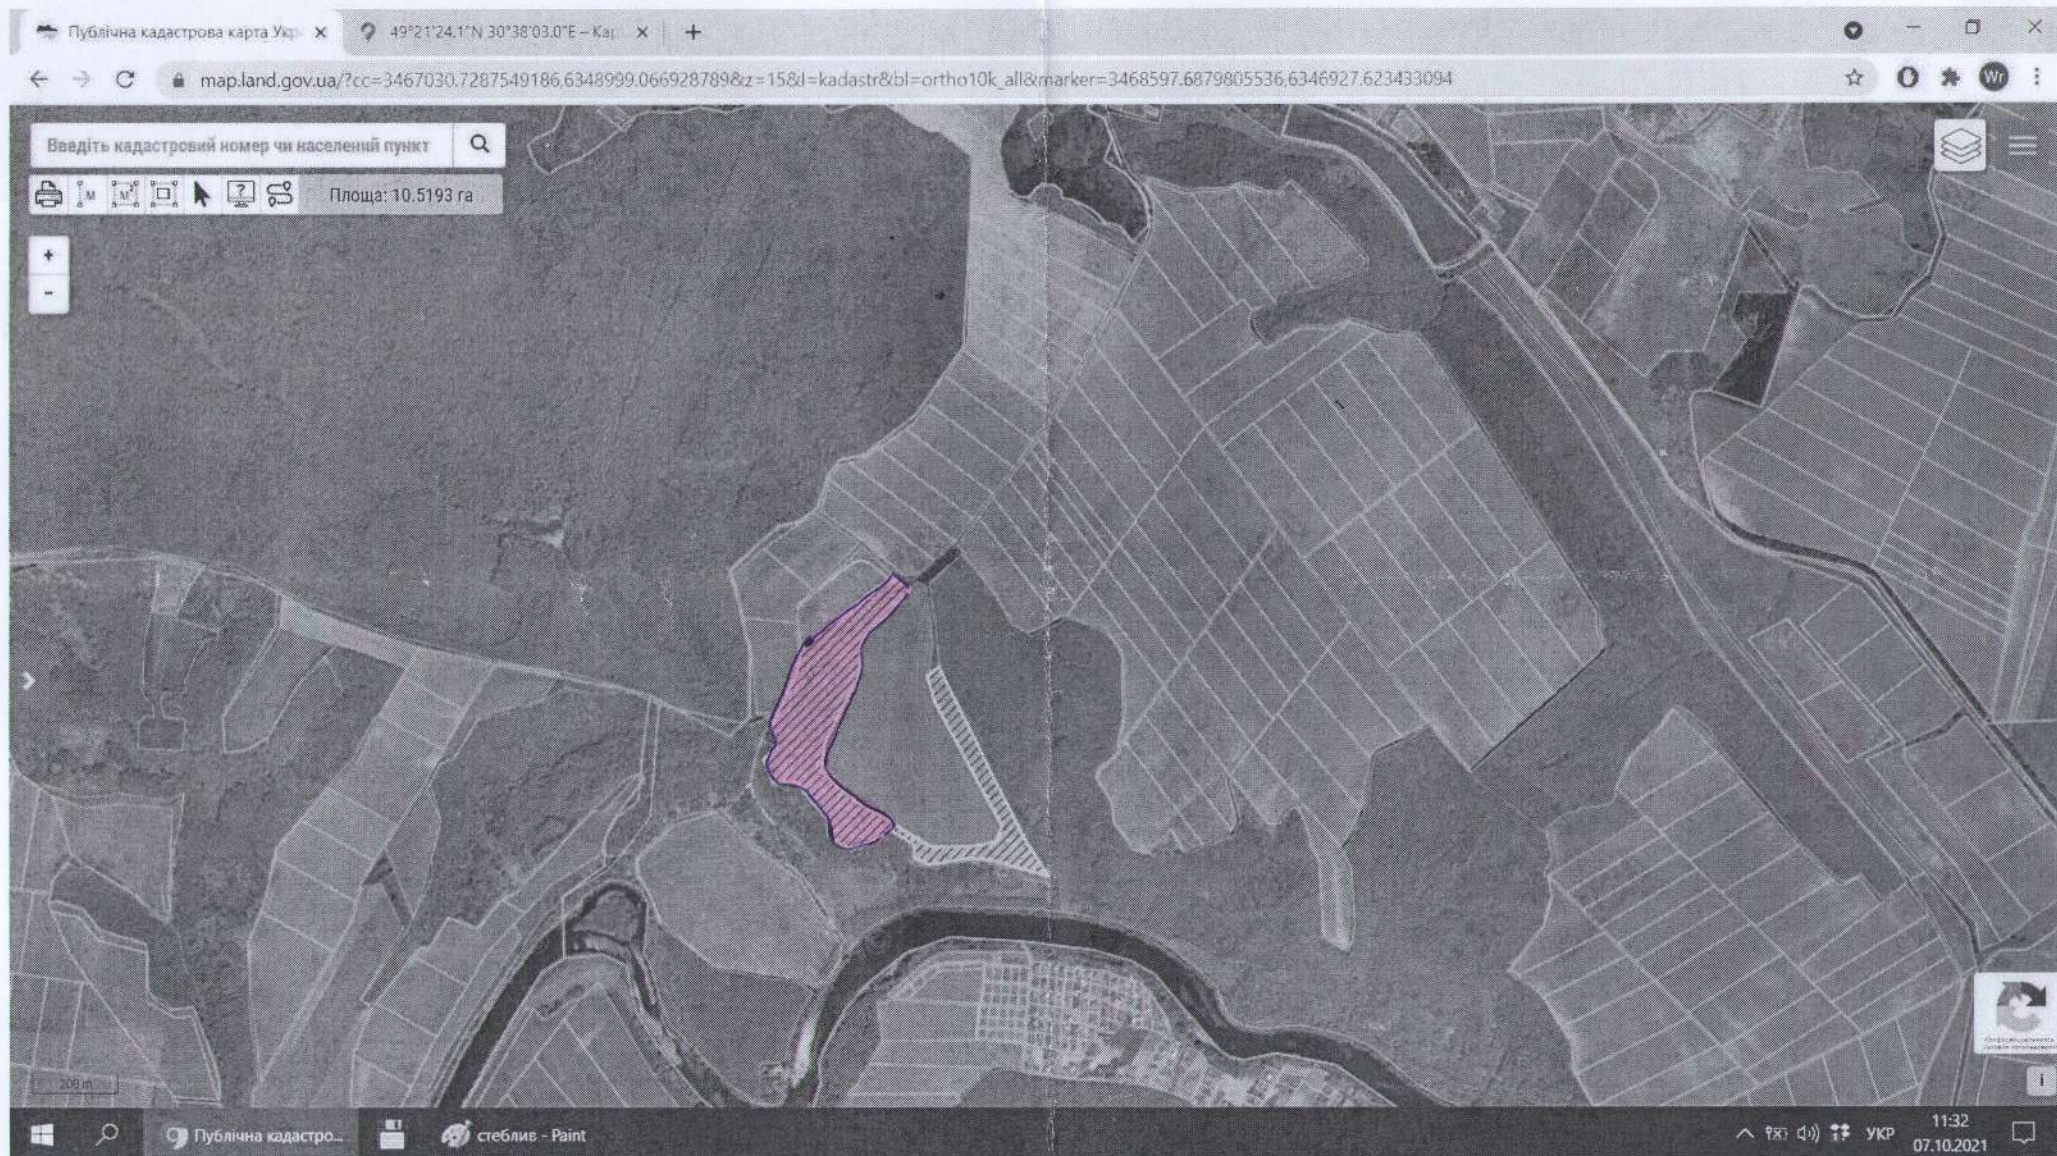 Публічна кадастрова карта Укр
49°21'24.1"N 30°38'03.0"E – Кар
map.land.gov.ua/?cc=3467030.7287549186,6348999.066928789&z=15&l=kadastr&bl=ortho10k_all&marker=3468597.6879805536,6346927.623433094
Wr
Введіть кадастровий номер чи населений пункт
M M² ? Площа: 10.5193 га
+
-
200 m
i
Публічна кадастро... стеблив - Paint
УКР 11:32
07.10.2021